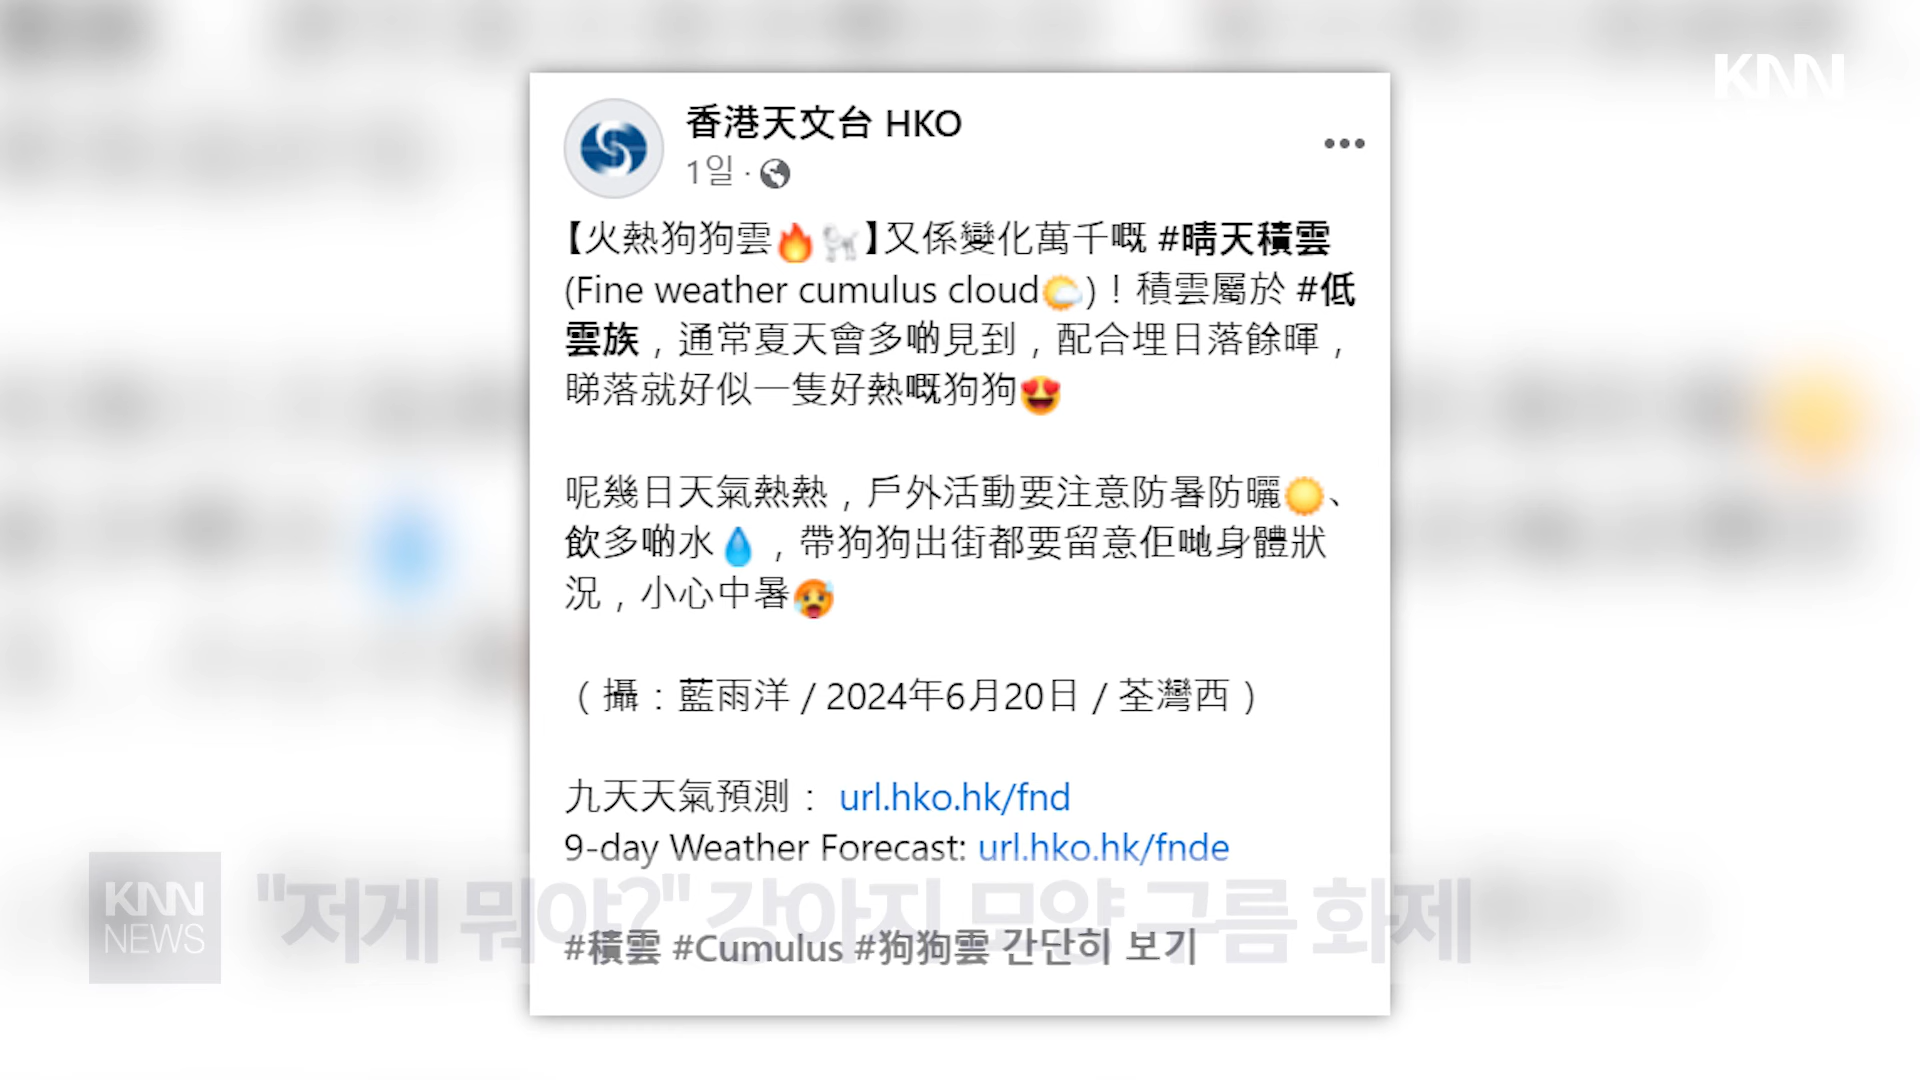 KNN
香港天文台 HKO
1일 ·
【火熱狗狗雲🔥🐩】又係變化萬千嘅 #晴天積雲
(Fine weather cumulus cloud🌤️)！積雲屬於 #低
雲族，通常夏天會多啲見到，配合埋日落餘暉，
睇落就好似一隻好熱嘅狗狗😍
呢幾日天氣熱熱，戶外活動要注意防暑防曬☀️、
飲多啲水💧，帶狗狗出街都要留意佢哋身體狀
況，小心中暑🥵
（攝：藍雨洋 / 2024年6月20日 / 荃灣西）
九天天氣預測： url.hko.hk/fnd
9-day Weather Forecast: url.hko.hk/fnde
#積雲 #Cumulus #狗狗雲 간단히 보기
KNN
NEWS
"저게 뭐야?" 강아지 모양 구름 화제